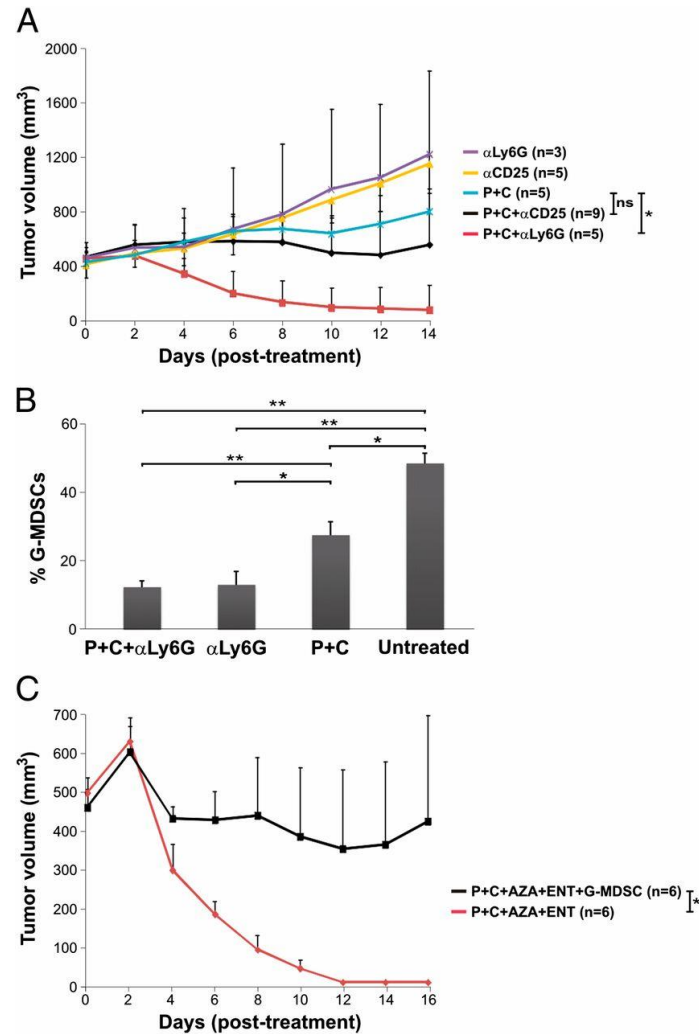 A
Tumor volume (mm3)
2000
1600
1200
800
400
0
0 2 4 6 8 10 12 14
Days (post-treatment)
αLy6G (n=3)
αCD25 (n=5)
P+C (n=5)
P+C+αCD25 (n=9)
P+C+αLy6G (n=5)
ns
*
B
% G-MDSCs
60
40
20
0
**
**
*
**
*
P+C+αLy6G αLy6G P+C Untreated
C
Tumor volume (mm3)
700
600
500
400
300
200
100
0
0 2 4 6 8 10 12 14 16
Days (post-treatment)
P+C+AZA+ENT+G-MDSC (n=6)
P+C+AZA+ENT (n=6)
*